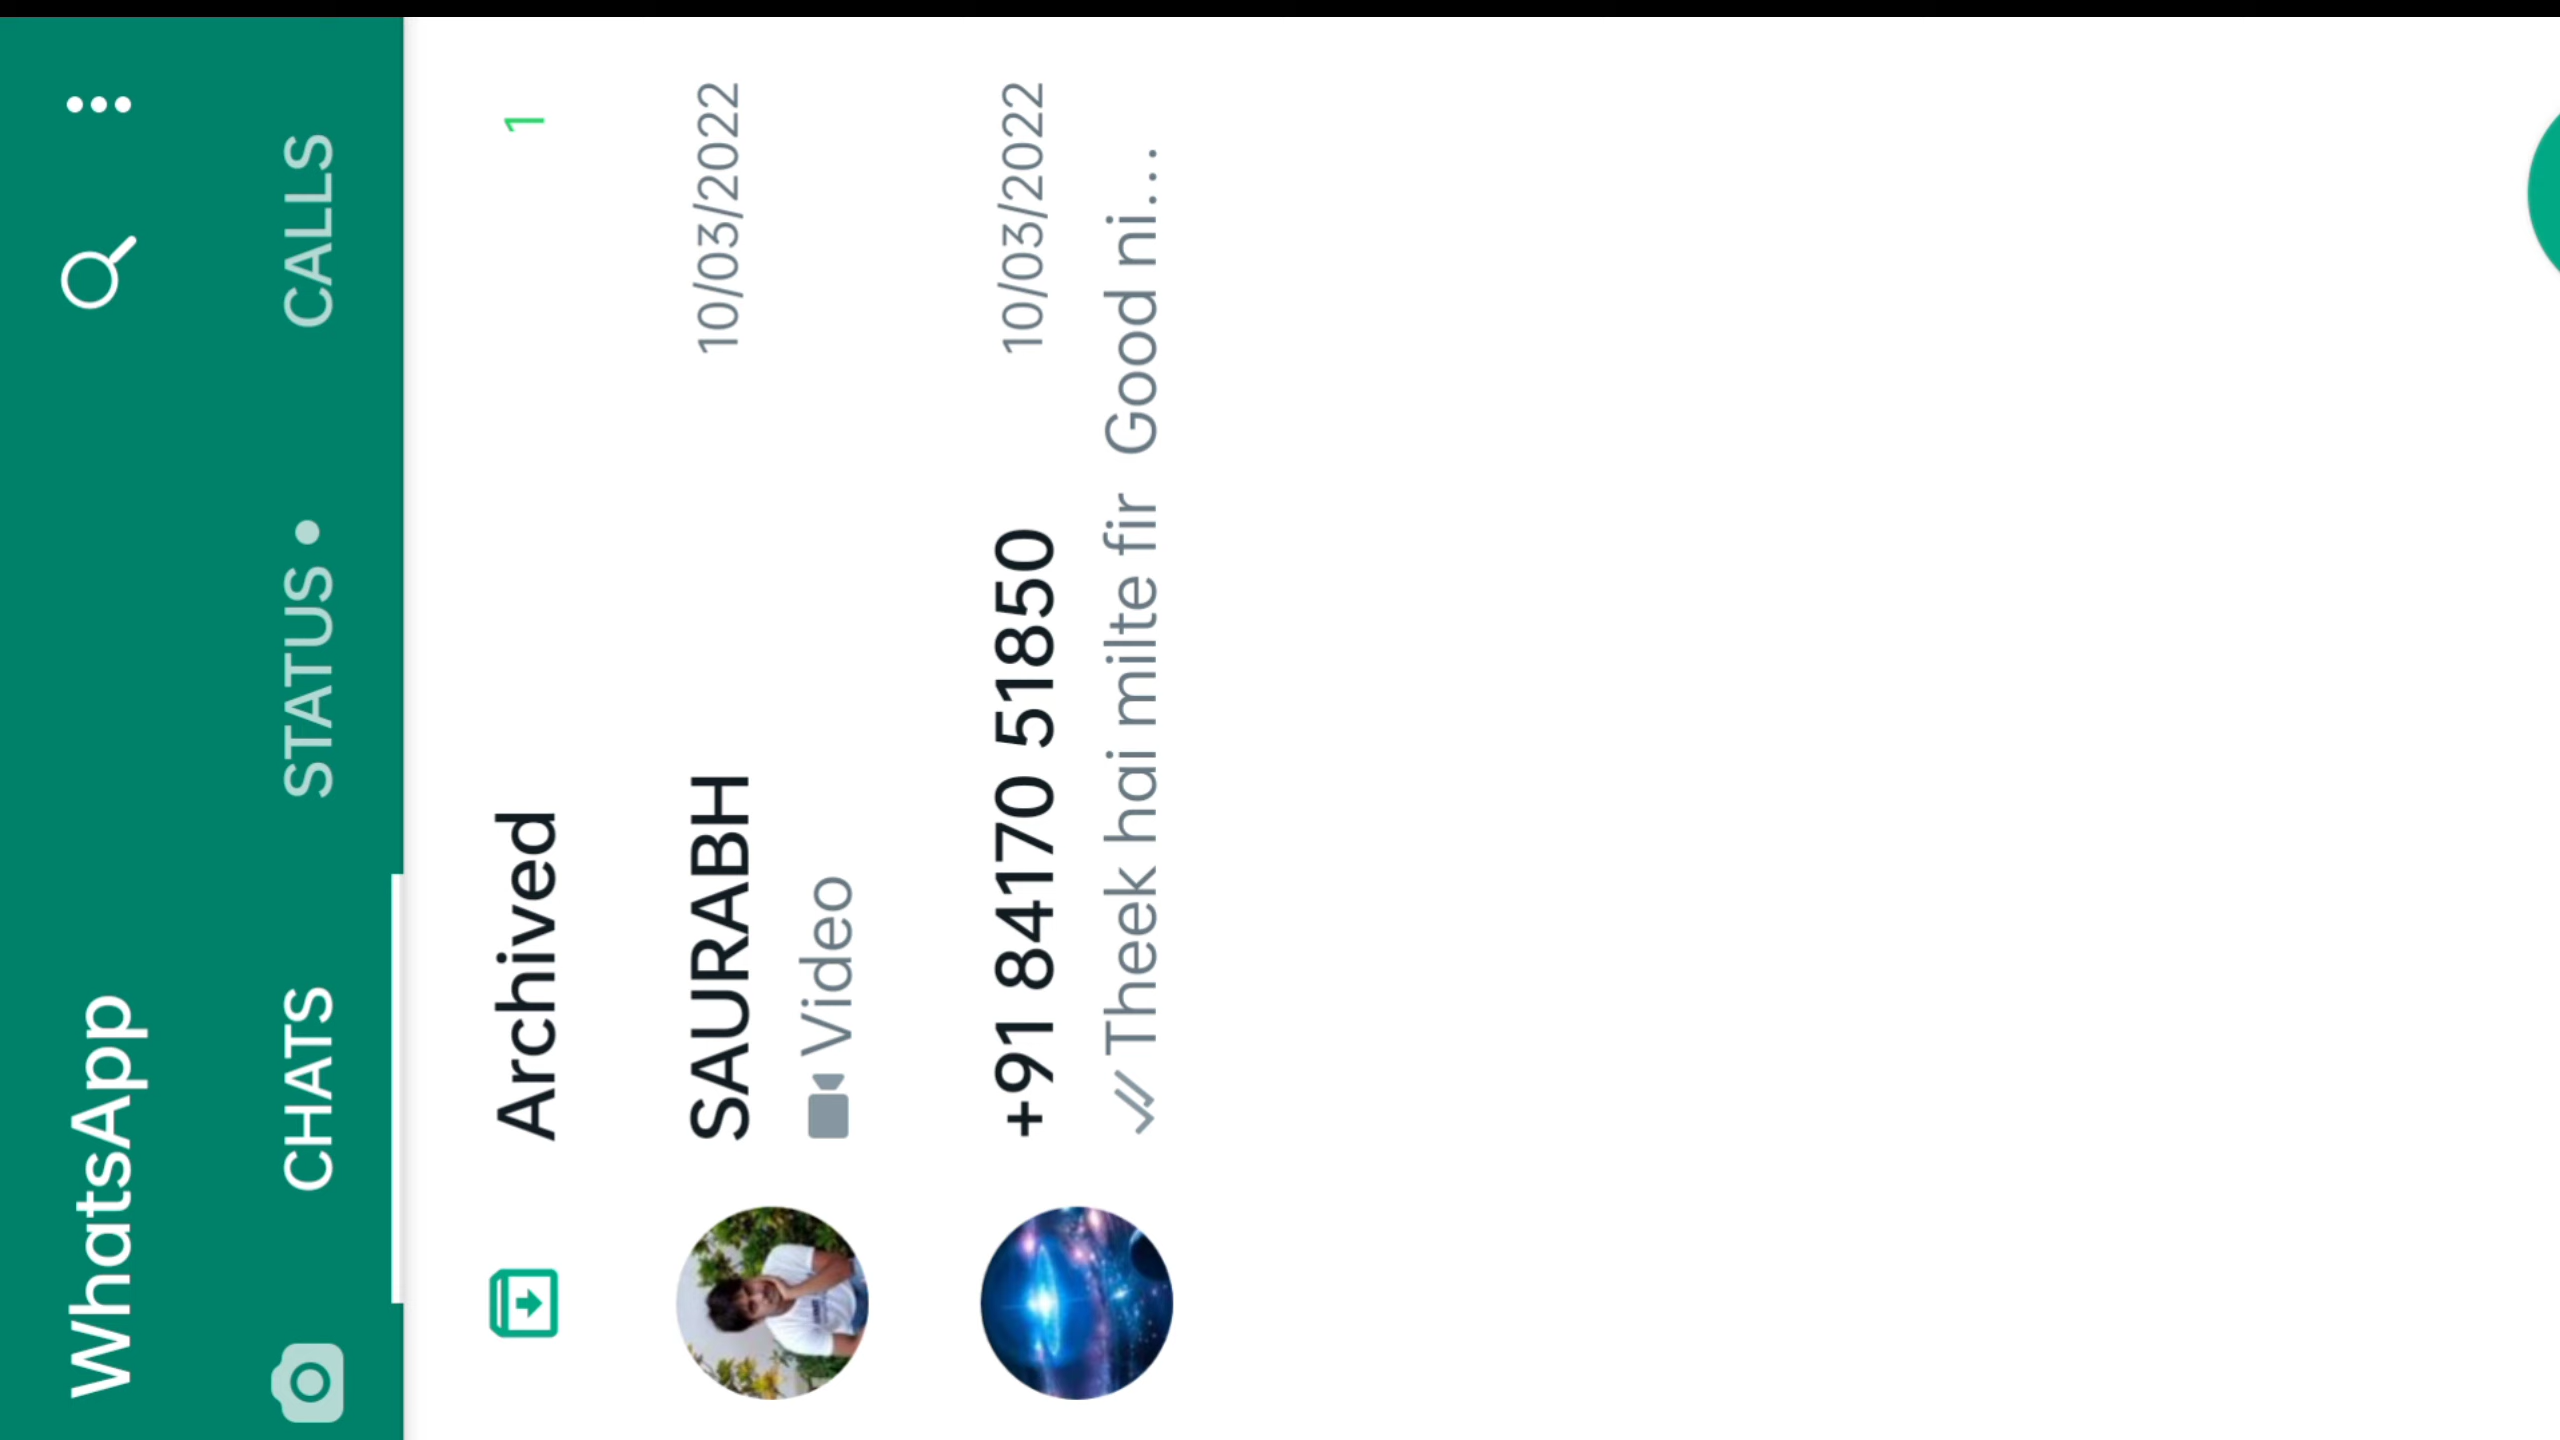 WhatsApp
CHATS STATUS CALLS
Archived 1
SAURABH 10/03/2022
Video
+91 84170 51850 10/03/2022
Theek hai milte fir Good ni...